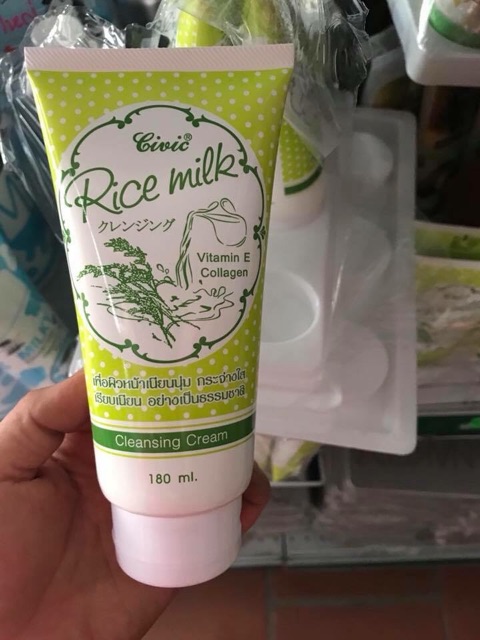 Civic®
Rice milk
クレンジング
Vitamin E
Collagen
เพื่อผิวหน้าเนียนนุ่ม กระจ่างใส
เรียบเนียน อย่างเป็นธรรมชาติ
Cleansing Cream
180 ml.